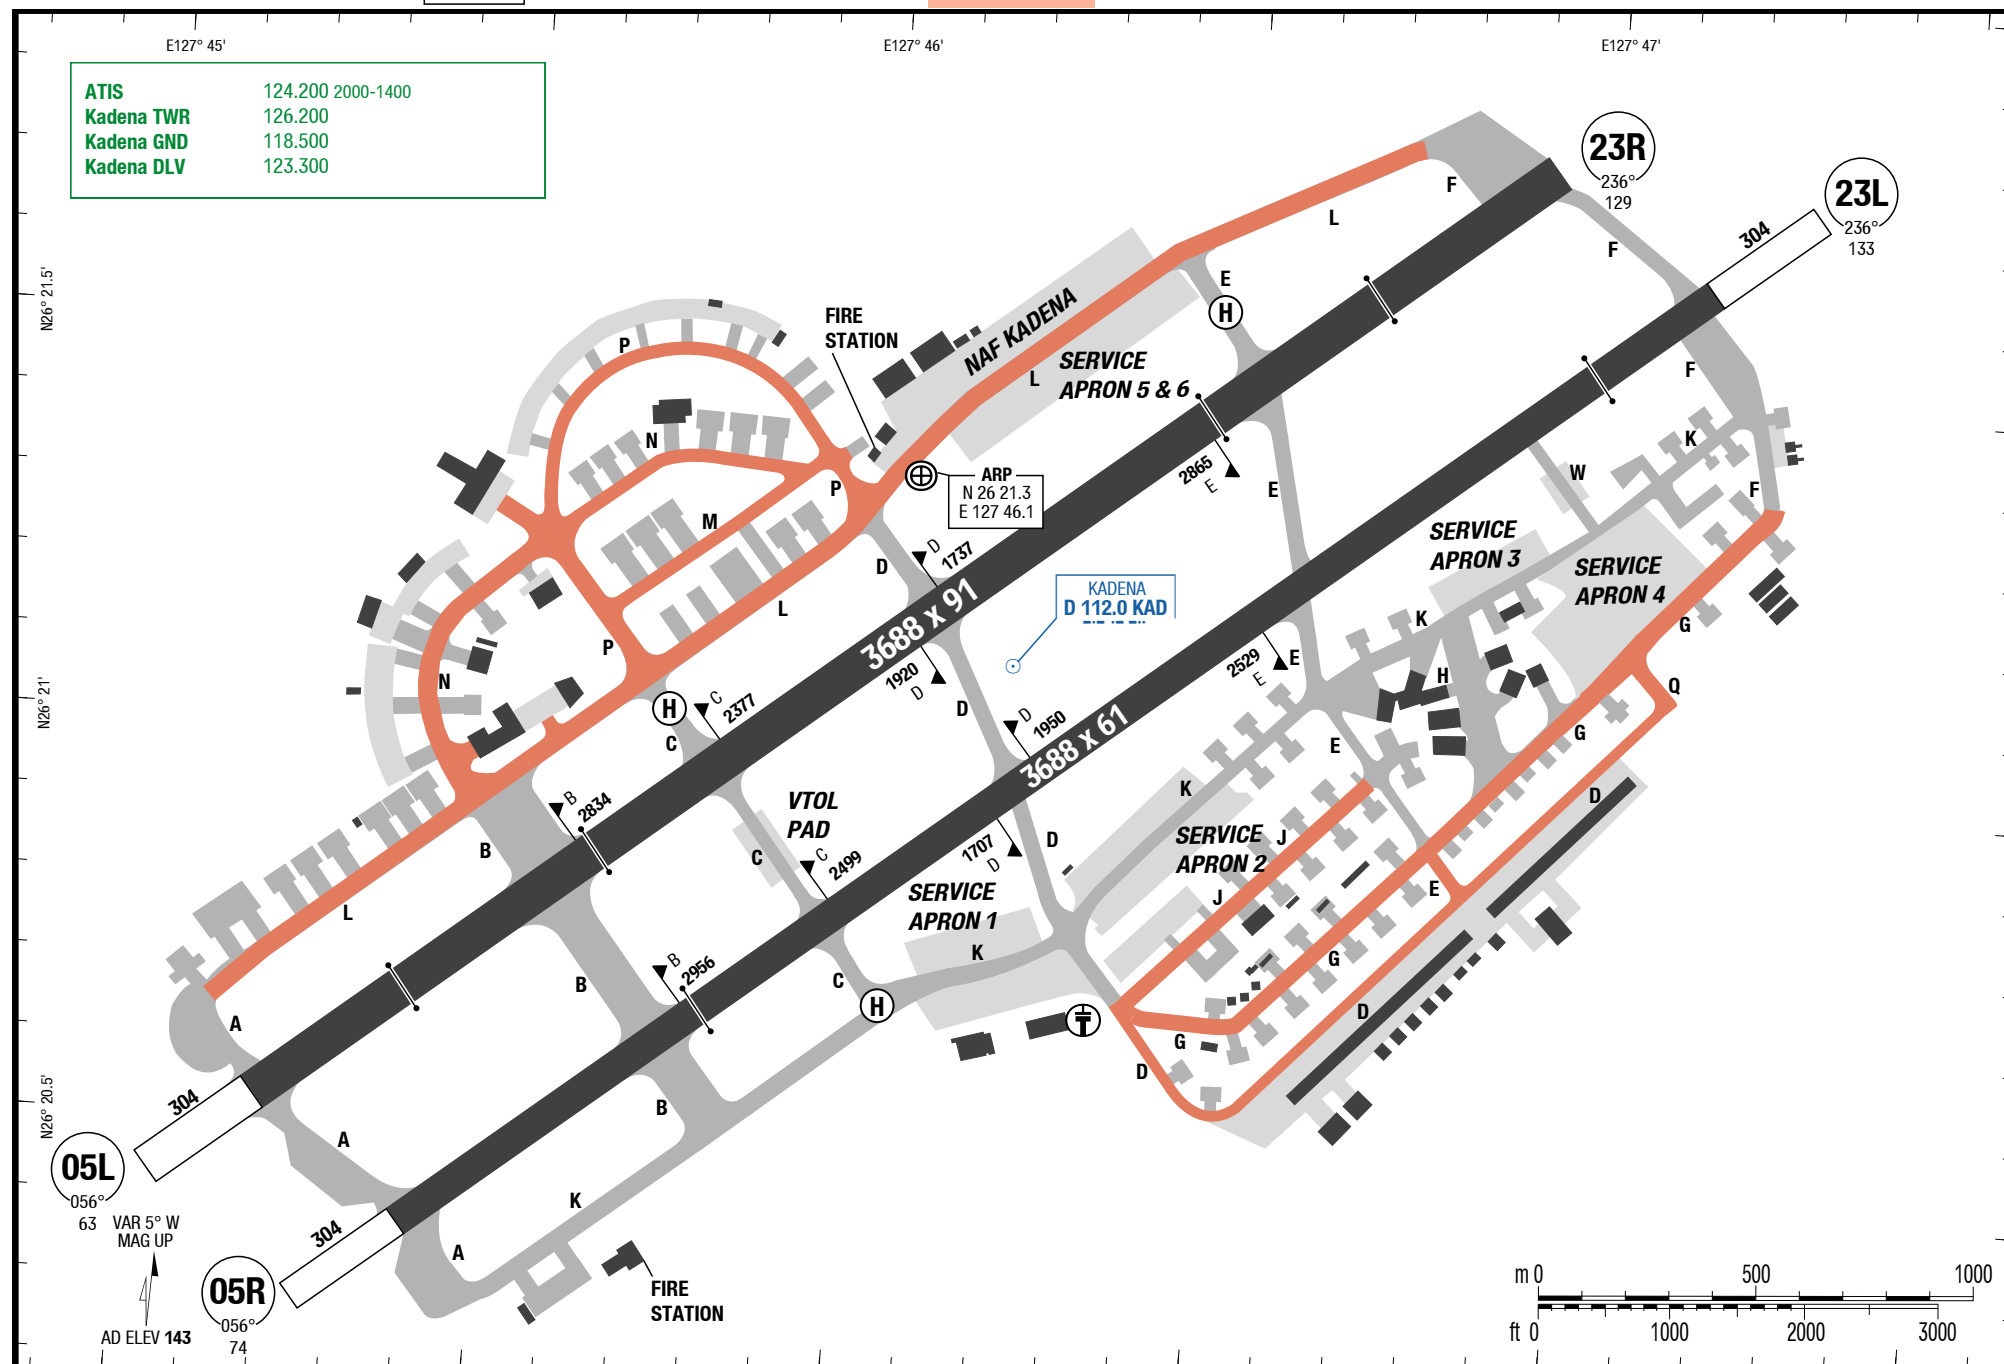 E127° 45'
E127° 46'
E127° 47'
ATIS 124.200 2000-1400
Kadena TWR 126.200
Kadena GND 118.500
Kadena DLV 123.300
23R
236°
129
23L
236°
133
304
F
L
F
E
H
N26° 21.5'
FIRE
STATION
NAF KADENA
SERVICE
APRON 5 & 6
L
P
F
N
K
P
ARP
N 26 21.3
E 127 46.1
2865
E
E
W
F
M
SERVICE
APRON 3
SERVICE
APRON 4
D
D
1737
KADENA
D 112.0 KAD
L
3688 x 91
K
G
P
1920
D
2529
E
E
H
Q
N26° 21'
N
H
C
C
2377
D
D
1950
3688 x 61
E
G
B
2834
VTOL
PAD
K
D
B
C
C
2499
1707
D
D
SERVICE
APRON 2
J
J
E
L
SERVICE
APRON 1
K
B
B
2956
C
H
G
D
A
G
D
N26° 20.5'
304
B
A
05L
056°
63
K
VAR 5° W
MAG UP
304
A
05R
056°
74
AD ELEV 143
FIRE
STATION
m 0 500 1000
ft 0 1000 2000 3000